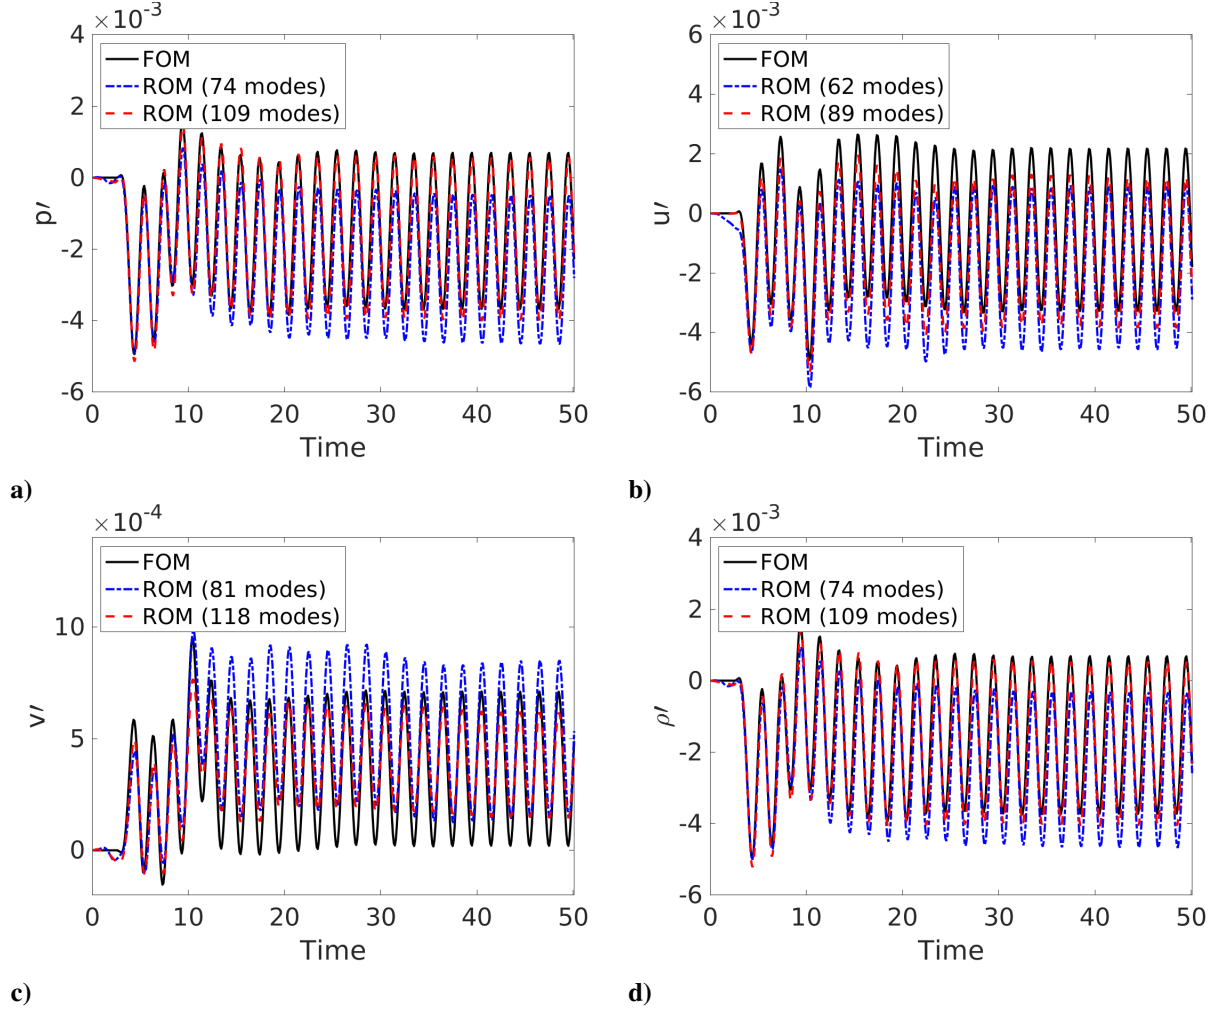 ×10-3
4
2
0
-2
-4
-6
p′
FOM
ROM (74 modes)
ROM (109 modes)
0 10 20 30 40 50
Time
a)
×10-3
6
4
2
0
-2
-4
-6
u′
FOM
ROM (62 modes)
ROM (89 modes)
0 10 20 30 40 50
Time
b)
×10-4
10
5
0
v′
FOM
ROM (81 modes)
ROM (118 modes)
0 10 20 30 40 50
Time
c)
×10-3
4
2
0
-2
-4
-6
ρ′
FOM
ROM (74 modes)
ROM (109 modes)
0 10 20 30 40 50
Time
d)